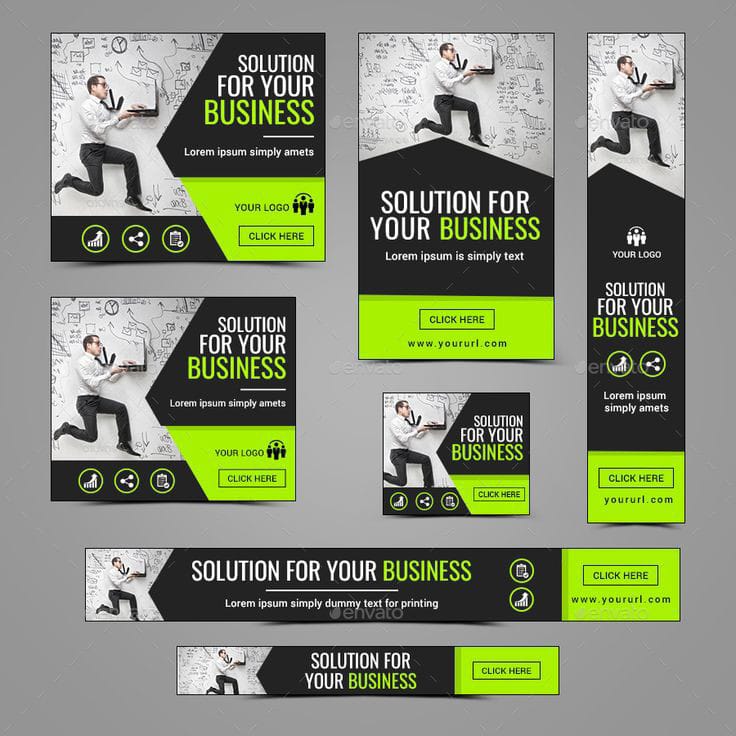 SOLUTION
FOR YOUR
BUSINESS
Lorem ipsum simply amets
YOUR LOGO
CLICK HERE
SOLUTION FOR
YOUR BUSINESS
Lorem ipsum is simply text
CLICK HERE
www.yoururl.com
YOUR LOGO
SOLUTION
FOR YOUR
BUSINESS
Lorem ipsum
simply amets
CLICK HERE
yoururl.com
SOLUTION
FOR YOUR
BUSINESS
Lorem ipsum simply amets
YOUR LOGO
CLICK HERE
SOLUTION
FOR YOUR
BUSINESS
CLICK HERE
SOLUTION FOR YOUR BUSINESS
Lorem ipsum simply dummy text for printing
CLICK HERE
www.yoururl.com
SOLUTION FOR
YOUR BUSINESS
CLICK HERE
envato